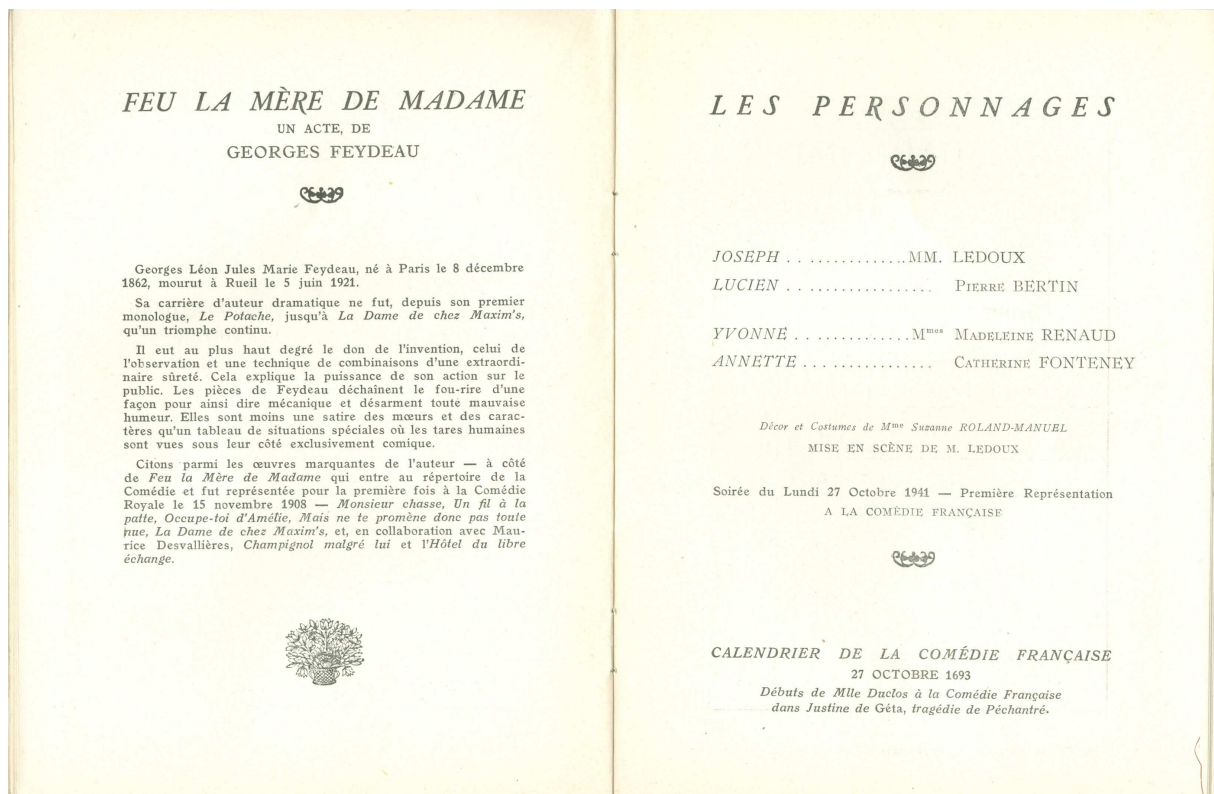 FEU LA MÈRE DE MADAME
UN ACTE, DE
GEORGES FEYDEAU
Georges Léon Jules Marie Feydeau, né à Paris le 8 décembre
1862, mourut à Rueil le 5 juin 1921.
Sa carrière d'auteur dramatique ne fut, depuis son premier
monologue, Le Potache, jusqu'à La Dame de chez Maxim's,
qu'un triomphe continu.
Il eut au plus haut degré le don de l'invention, celui de
l'observation et une technique de combinaisons d'une extraordi-
naire sûreté. Cela explique la puissance de son action sur le
public. Les pièces de Feydeau déchaînent le fou-rire d'une
façon pour ainsi dire mécanique et désarment toute mauvaise
humeur. Elles sont moins une satire des mœurs et des carac-
tères qu'un tableau de situations spéciales où les tares humaines
sont vues sous leur côté exclusivement comique.
Citons parmi les œuvres marquantes de l'auteur — à côté
de Feu la Mère de Madame qui entre au répertoire de la
Comédie et fut représentée pour la première fois à la Comédie
Royale le 15 novembre 1908 — Monsieur chasse, Un fil à la
patte, Occupe-toi d'Amélie, Mais ne te promène donc pas toute
nue, La Dame de chez Maxim's, et, en collaboration avec Mau-
rice Desvallières, Champignol malgré lui et l'Hôtel du libre
échange.
LES PERSONNAGES
JOSEPH . . . . . . . . . . . . . . . MM. LEDOUX
LUCIEN . . . . . . . . . . . . . . . . . . PIERRE BERTIN
YVONNE . . . . . . . . . . . . . Mmes MADELEINE RENAUD
ANNETTE . . . . . . . . . . . . . . . . CATHERINE FONTENEY
Décor et Costumes de Mme Suzanne ROLAND-MANUEL
MISE EN SCÈNE DE M. LEDOUX
Soirée du Lundi 27 Octobre 1941 — Première Représentation
A LA COMÉDIE FRANÇAISE
CALENDRIER DE LA COMÉDIE FRANÇAISE
27 OCTOBRE 1693
Débuts de Mlle Duclos à la Comédie Française
dans Justine de Géta, tragédie de Péchantré.